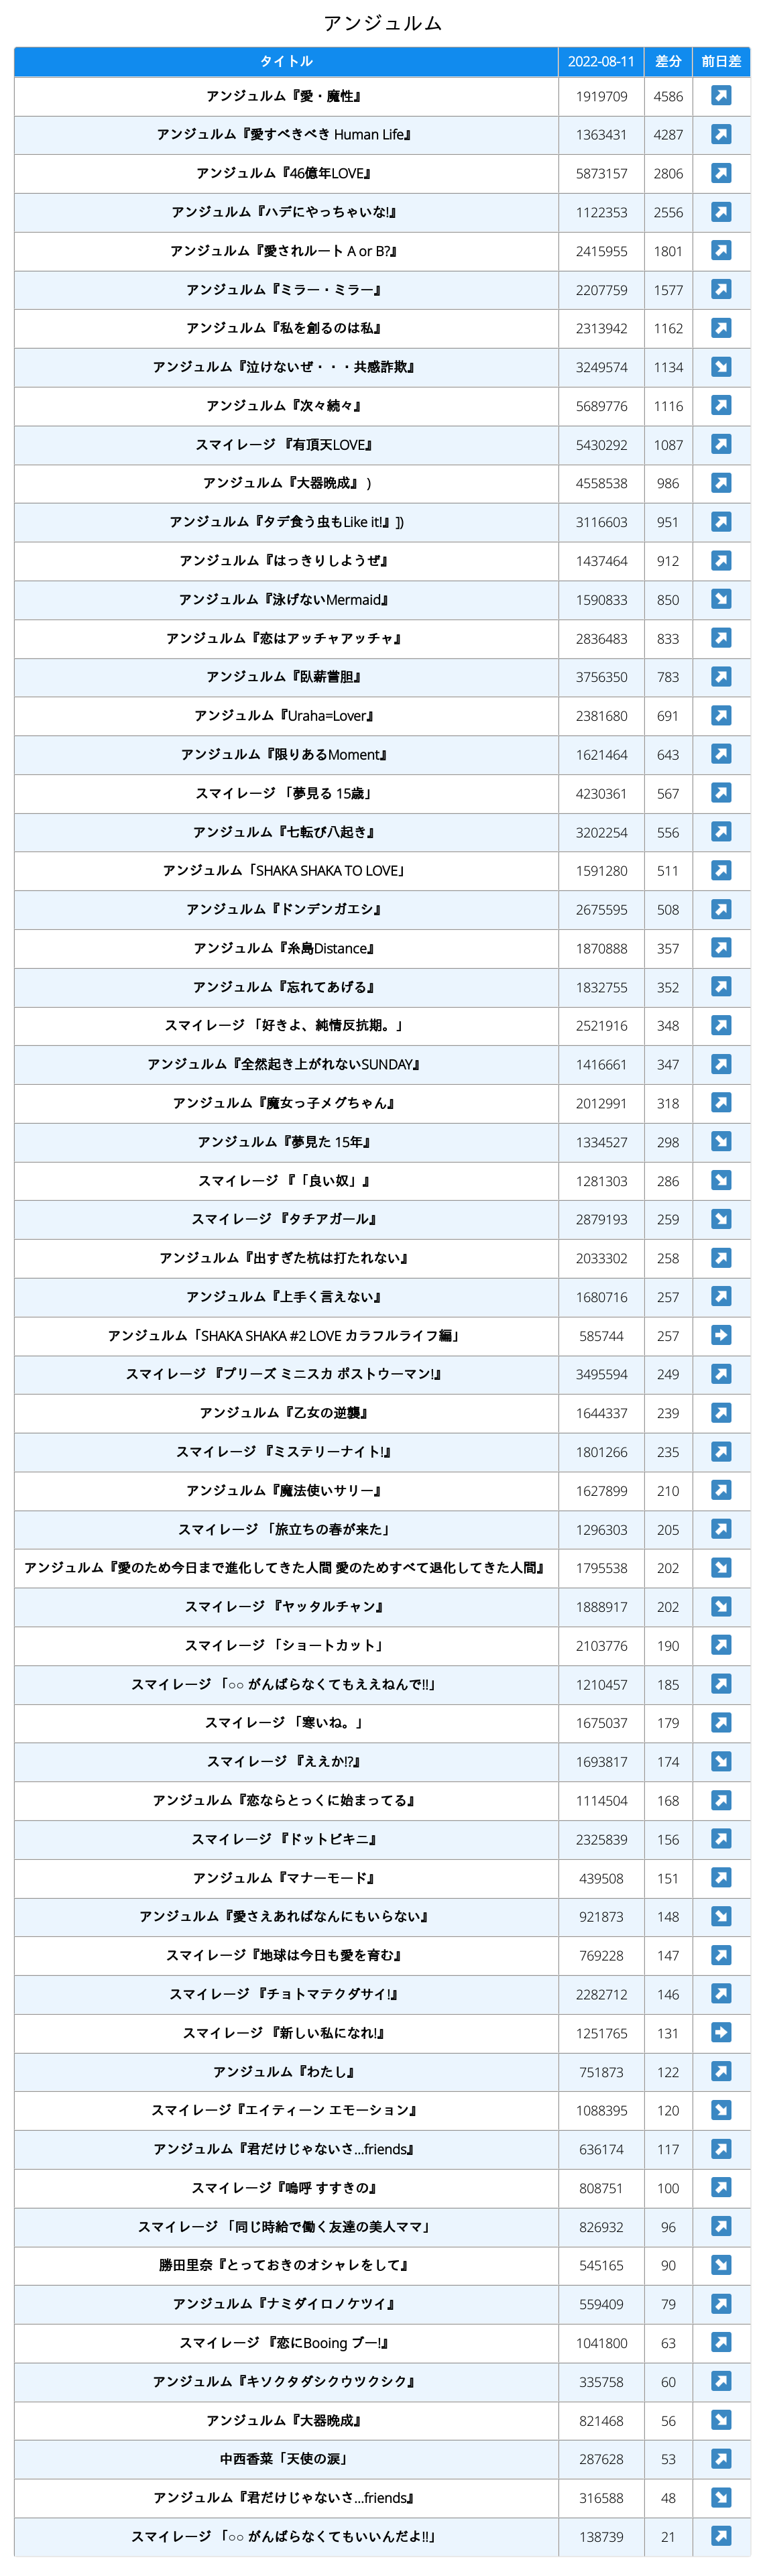 アンジュルム
タイトル 2022-08-11 差分 前日差
アンジュルム『愛・魔性』 1919709 4586
アンジュルム『愛すべきべき Human Life』 1363431 4287
アンジュルム『46億年LOVE』 5873157 2806
アンジュルム『ハデにやっちゃいな!』 1122353 2556
アンジュルム『愛されルート A or B?』 2415955 1801
アンジュルム『ミラー・ミラー』 2207759 1577
アンジュルム『私を創るのは私』 2313942 1162
アンジュルム『泣けないぜ・・・共感詐欺』 3249574 1134
アンジュルム『次々続々』 5689776 1116
スマイレージ 『有頂天LOVE』 5430292 1087
アンジュルム『大器晩成』 ) 4558538 986
アンジュルム『タデ食う虫もLike it!』]) 3116603 951
アンジュルム『はっきりしようぜ』 1437464 912
アンジュルム『泳げないMermaid』 1590833 850
アンジュルム『恋はアッチャアッチャ』 2836483 833
アンジュルム『臥薪嘗胆』 3756350 783
アンジュルム『Uraha=Lover』 2381680 691
アンジュルム『限りあるMoment』 1621464 643
スマイレージ 「夢見る 15歳」 4230361 567
アンジュルム『七転び八起き』 3202254 556
アンジュルム「SHAKA SHAKA TO LOVE」 1591280 511
アンジュルム『ドンデンガエシ』 2675595 508
アンジュルム『糸島Distance』 1870888 357
アンジュルム『忘れてあげる』 1832755 352
スマイレージ 「好きよ、純情反抗期。」 2521916 348
アンジュルム『全然起き上がれないSUNDAY』 1416661 347
アンジュルム『魔女っ子メグちゃん』 2012991 318
アンジュルム『夢見た 15年』 1334527 298
スマイレージ 『「良い奴」』 1281303 286
スマイレージ 『タチアガール』 2879193 259
アンジュルム『出すぎた杭は打たれない』 2033302 258
アンジュルム『上手く言えない』 1680716 257
アンジュルム「SHAKA SHAKA #2 LOVE カラフルライフ編」 585744 257
スマイレージ 『プリーズ ミニスカ ポストウーマン!』 3495594 249
アンジュルム『乙女の逆襲』 1644337 239
スマイレージ 『ミステリーナイト!』 1801266 235
アンジュルム『魔法使いサリー』 1627899 210
スマイレージ 「旅立ちの春が来た」 1296303 205
アンジュルム『愛のため今日まで進化してきた人間 愛のためすべて退化してきた人間』 1795538 202
スマイレージ 『ヤッタルチャン』 1888917 202
スマイレージ 「ショートカット」 2103776 190
スマイレージ 「○○ がんばらなくてもええねんで!!」 1210457 185
スマイレージ 「寒いね。」 1675037 179
スマイレージ 『ええか!?』 1693817 174
アンジュルム『恋ならとっくに始まってる』 1114504 168
スマイレージ 『ドットビキニ』 2325839 156
アンジュルム『マナーモード』 439508 151
アンジュルム『愛さえあればなんにもいらない』 921873 148
スマイレージ『地球は今日も愛を育む』 769228 147
スマイレージ 『チョトマテクダサイ!』 2282712 146
スマイレージ 『新しい私になれ!』 1251765 131
アンジュルム『わたし』 751873 122
スマイレージ『エイティーン エモーション』 1088395 120
アンジュルム『君だけじゃないさ...friends』 636174 117
スマイレージ『嗚呼 すすきの』 808751 100
スマイレージ 「同じ時給で働く友達の美人ママ」 826932 96
勝田里奈『とっておきのオシャレをして』 545165 90
アンジュルム『ナミダイロノケツイ』 559409 79
スマイレージ 『恋にBooing ブー!』 1041800 63
アンジュルム『キソクタダシクウツクシク』 335758 60
アンジュルム『大器晩成』 821468 56
中西香菜「天使の涙」 287628 53
アンジュルム『君だけじゃないさ...friends』 316588 48
スマイレージ 「○○ がんばらなくてもいいんだよ!!」 138739 21